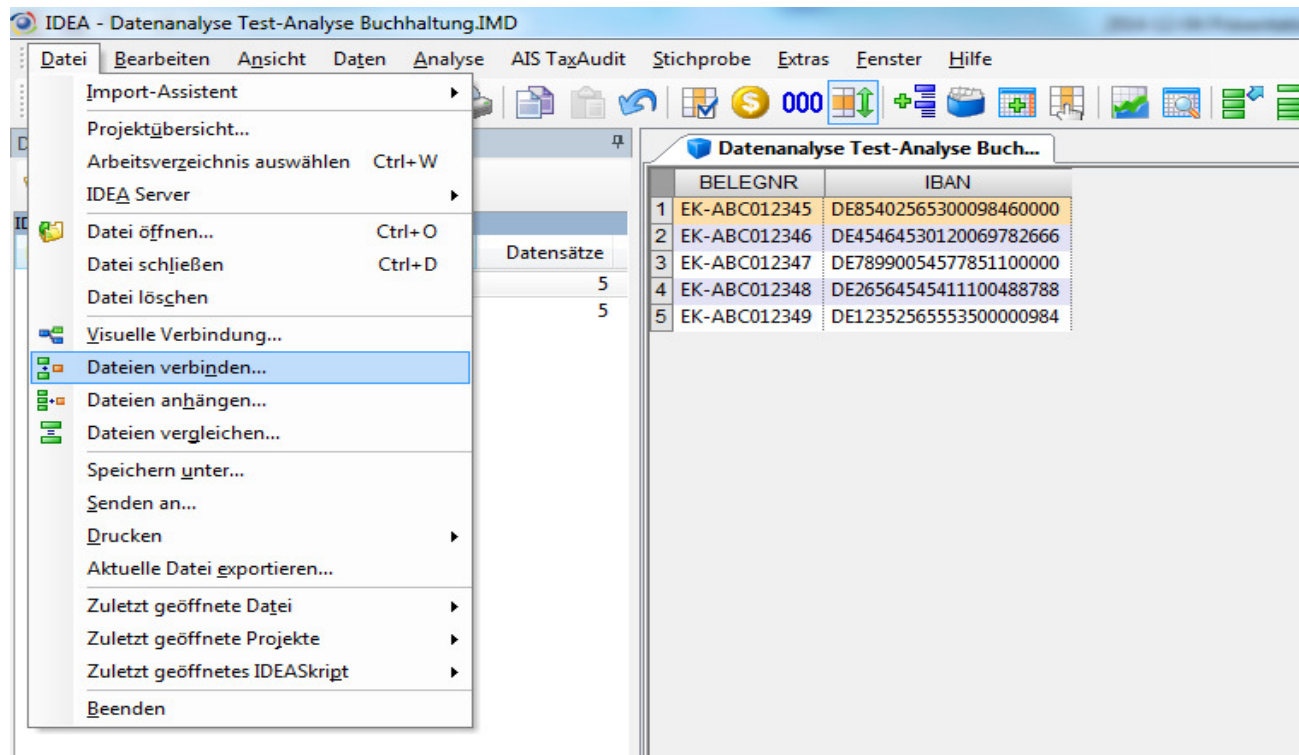 IDEA - Datenanalyse Test-Analyse Buchhaltung.IMD
Datei Bearbeiten Ansicht Daten Analyse AIS TaxAudit Stichprobe Extras Fenster Hilfe
000
Import-Assistent
Projektübersicht...
Arbeitsverzeichnis auswählen Ctrl+W
IDEA Server
Datei öffnen... Ctrl+O
Datei schließen Ctrl+D
Datei löschen
Visuelle Verbindung...
Dateien verbinden...
Dateien anhängen...
Dateien vergleichen...
Speichern unter...
Senden an...
Drucken
Aktuelle Datei exportieren...
Zuletzt geöffnete Datei
Zuletzt geöffnete Projekte
Zuletzt geöffnetes IDEASkript
Beenden
Datensätze
5
5
Datenanalyse Test-Analyse Buch...
BELEGNR IBAN
1 EK-ABC012345 DE85402565300098460000
2 EK-ABC012346 DE45464530120069782666
3 EK-ABC012347 DE78990054577851100000
4 EK-ABC012348 DE26564545411100488788
5 EK-ABC012349 DE12352565553500000984